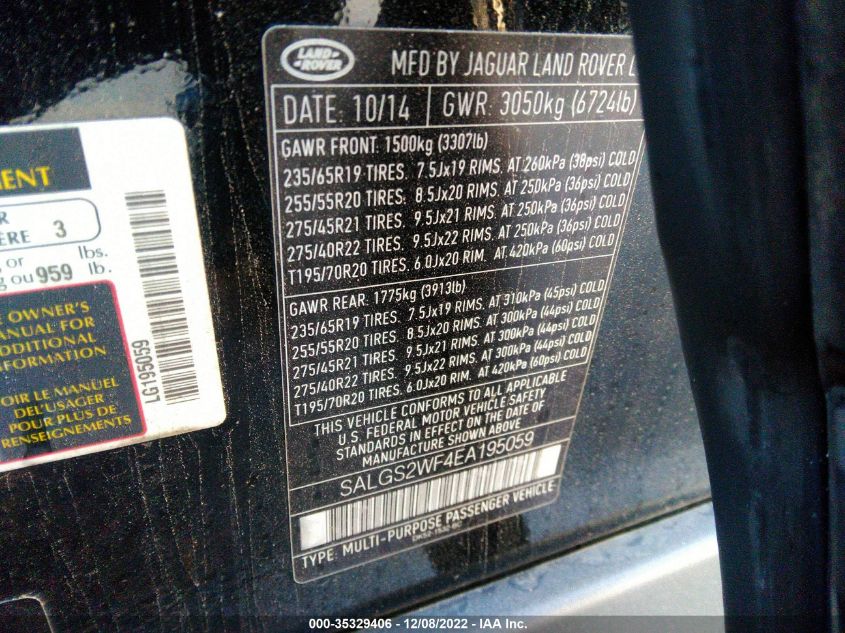 LAND ROVER
MFD BY JAGUAR LAND ROVER
DATE: 10/14 GWR: 3050kg (6724lb)
GAWR FRONT: 1500kg (3307lb)
235/65R19 TIRES. 7.5Jx19 RIMS. AT 260kPa (38psi) COLD
255/55R20 TIRES. 8.5Jx20 RIMS. AT 250kPa (36psi) COLD
275/45R21 TIRES. 9.5Jx21 RIMS. AT 250kPa (36psi) COLD
275/40R22 TIRES. 9.5Jx22 RIMS. AT 250kPa (36psi) COLD
T195/70R20 TIRES. 6.0Jx20 RIM. AT 420kPa (60psi) COLD
GAWR REAR: 1775kg (3913lb)
235/65R19 TIRES. 7.5Jx19 RIMS. AT 310kPa (45psi) COLD
255/55R20 TIRES. 8.5Jx20 RIMS. AT 300kPa (44psi) COLD
275/45R21 TIRES. 9.5Jx21 RIMS. AT 300kPa (44psi) COLD
275/40R22 TIRES. 9.5Jx22 RIMS. AT 300kPa (44psi) COLD
T195/70R20 TIRES. 6.0Jx20 RIM. AT 420kPa (60psi) COLD
THIS VEHICLE CONFORMS TO ALL APPLICABLE
U.S. FEDERAL MOTOR VEHICLE SAFETY
STANDARDS IN EFFECT ON THE DATE OF
MANUFACTURE SHOWN ABOVE.
SALGS2WF4EA195059
TYPE: MULTI-PURPOSE PASSENGER VEHICLE
3
or lbs.
ou 959 lb.
OWNER'S
MANUAL FOR
ADDITIONAL
INFORMATION
VOIR LE MANUEL
DEL'USAGER
POUR PLUS DE
RENSEIGNEMENTS
LG195059
000-35329406 - 12/08/2022 - IAA Inc.